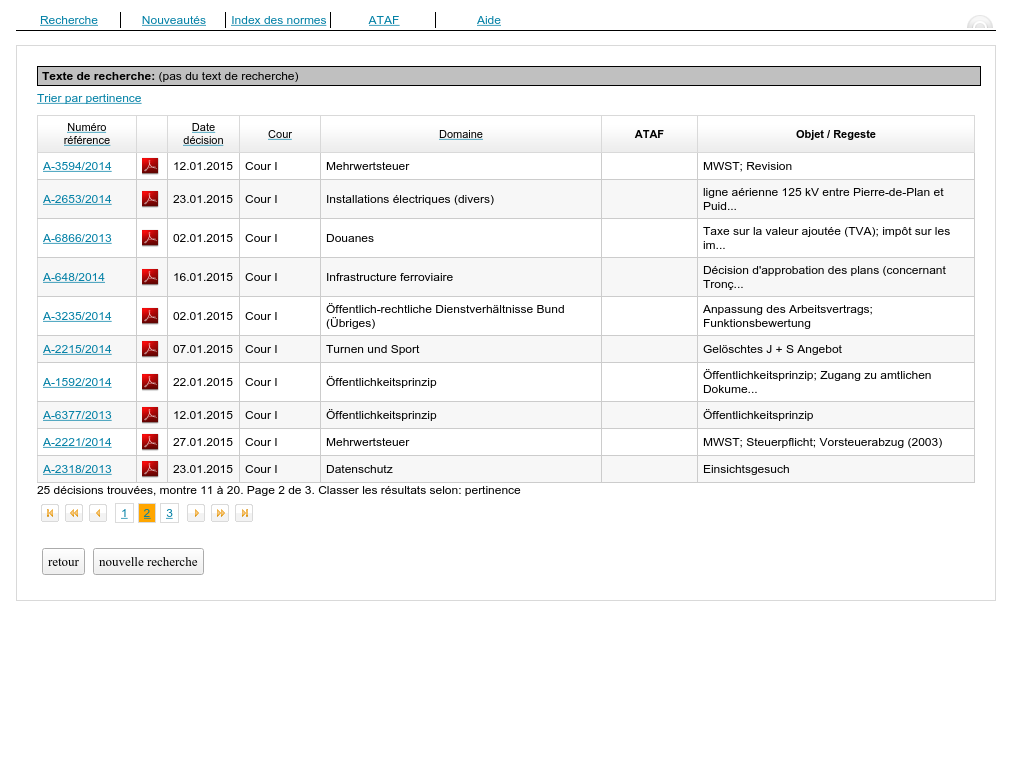 Recherche Nouveautés Index des normes ATAF Aide
Texte de recherche: (pas du text de recherche)
Trier par pertinence
Numéro référence Date décision Cour Domaine ATAF Objet / Regeste
A-3594/2014 12.01.2015 Cour I Mehrwertsteuer MWST; Revision
A-2653/2014 23.01.2015 Cour I Installations électriques (divers) ligne aérienne 125 kV entre Pierre-de-Plan et
Puid...
A-6866/2013 02.01.2015 Cour I Douanes Taxe sur la valeur ajoutée (TVA); impôt sur les
im...
A-648/2014 16.01.2015 Cour I Infrastructure ferroviaire Décision d'approbation des plans (concernant
Tronç...
A-3235/2014 02.01.2015 Cour I Öffentlich-rechtliche Dienstverhältnisse Bund
(Übriges) Anpassung des Arbeitsvertrags;
Funktionsbewertung
A-2215/2014 07.01.2015 Cour I Turnen und Sport Gelöschtes J + S Angebot
A-1592/2014 22.01.2015 Cour I Öffentlichkeitsprinzip Öffentlichkeitsprinzip; Zugang zu amtlichen
Dokume...
A-6377/2013 12.01.2015 Cour I Öffentlichkeitsprinzip Öffentlichkeitsprinzip
A-2221/2014 27.01.2015 Cour I Mehrwertsteuer MWST; Steuerpflicht; Vorsteuerabzug (2003)
A-2318/2013 23.01.2015 Cour I Datenschutz Einsichtsgesuch
25 décisions trouvées, montre 11 à 20. Page 2 de 3. Classer les résultats selon: pertinence
1 2 3
retour nouvelle recherche